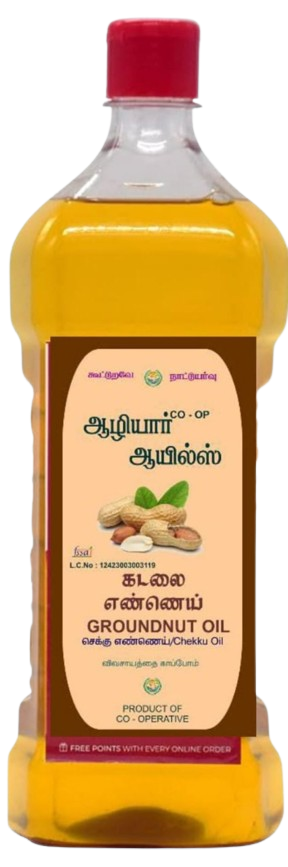 கூட்டுறவே நாட்டுயர்வு
ஆழியார் CO - OP
ஆயில்ஸ்
fssai
L.C.No : 12423003003119
கடலை
எண்ணெய்
GROUNDNUT OIL
செக்கு எண்ணெய்/Chekku Oil
விவசாயத்தை காப்போம்
PRODUCT OF
CO - OPERATIVE
FREE POINTS WITH EVERY ONLINE ORDER